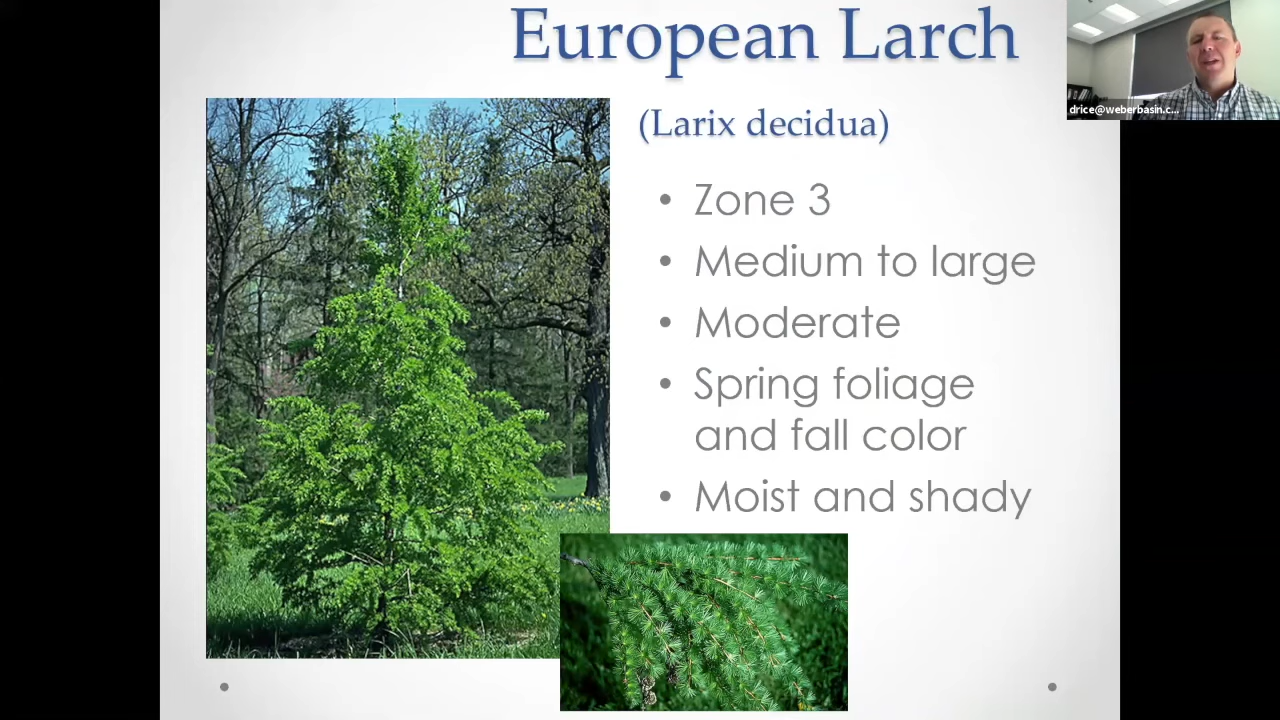 European Larch
drice@weberbasin.c...
(Larix decidua)
• Zone 3
• Medium to large
• Moderate
• Spring foliage
and fall color
• Moist and shady